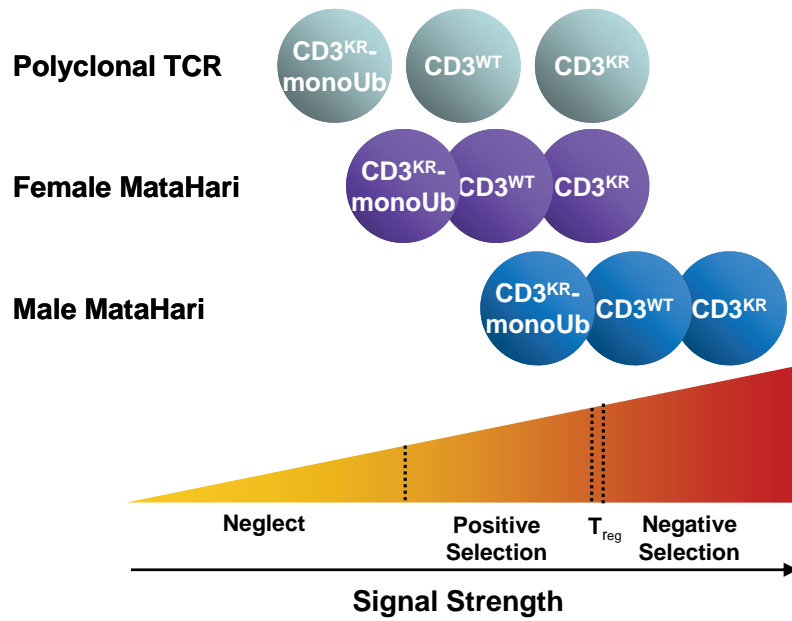 Polyclonal TCR
CD3KR-
monoUb
CD3WT
CD3KR
Female MataHari
CD3KR-
monoUb
CD3WT
CD3KR
Male MataHari
CD3KR-
monoUb
CD3WT
CD3KR
Neglect
Positive
Selection
Treg
Negative
Selection
Signal Strength